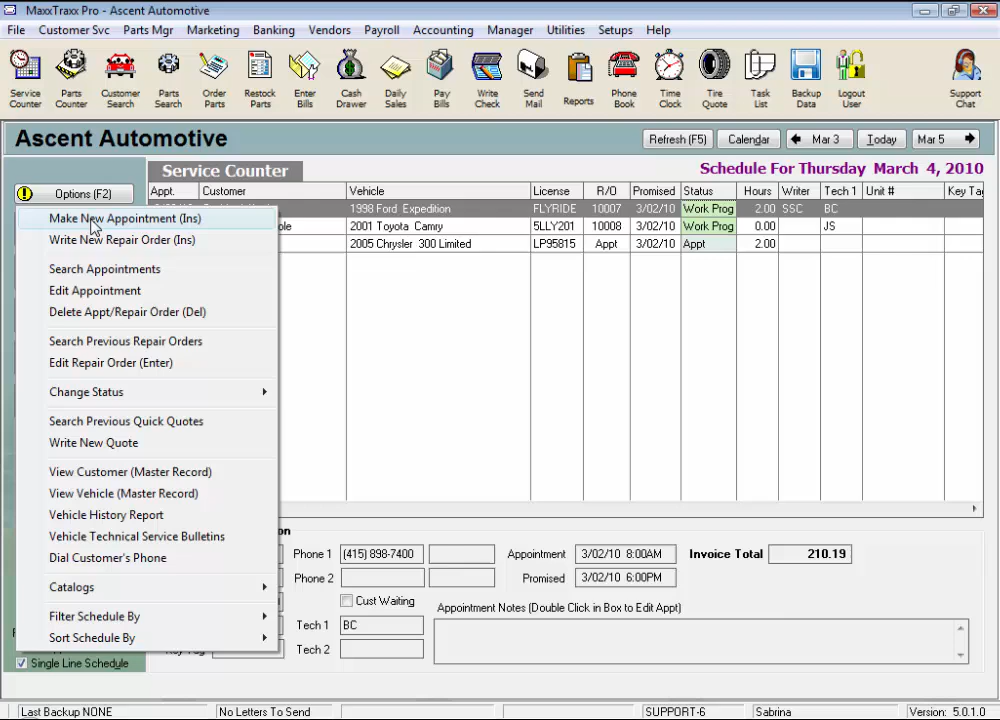 MaxxTraxx Pro - Ascent Automotive
File Customer Svc Parts Mgr Marketing Banking Vendors Payroll Accounting Manager Utilities Setups Help
Service Counter
Parts Counter
Customer Search
Parts Search
Order Parts
Restock Parts
Enter Bills
Cash Drawer
Daily Sales
Pay Bills
Write Check
Send Mail
Reports
Phone Book
Time Clock
Tire Quote
Task List
Backup Data
Logout User
Support Chat
Ascent Automotive
Refresh (F5) Calendar Mar 3 Today Mar 5
Service Counter
Schedule For Thursday March 4, 2010
Options (F2)
Appt. Customer Vehicle License R/O Promised Status Hours Writer Tech 1 Unit # Key Tag
1998 Ford Expedition FLYRIDE 10007 3/02/10 Work Prog 2.00 SSC BC
2001 Toyota Camry 5LLY201 10008 3/02/10 Work Prog 0.00 JS
2005 Chrysler 300 Limited LP95815 Appt 3/02/10 Appt 2.00
Make New Appointment (Ins)
Write New Repair Order (Ins)
Search Appointments
Edit Appointment
Delete Appt/Repair Order (Del)
Search Previous Repair Orders
Edit Repair Order (Enter)
Change Status
Search Previous Quick Quotes
Write New Quote
View Customer (Master Record)
View Vehicle (Master Record)
Vehicle History Report
Vehicle Technical Service Bulletins
Dial Customer's Phone
Catalogs
Filter Schedule By
Sort Schedule By
Phone 1 (415) 898-7400 Appointment 3/02/10 8:00AM Invoice Total 210.19
Phone 2 Promised 3/02/10 6:00PM
Cust Waiting
Appointment Notes (Double Click in Box to Edit Appt)
Tech 1 BC
Tech 2
Single Line Schedule
Last Backup NONE No Letters To Send SUPPORT-6 Sabrina Version: 5.0.1.0